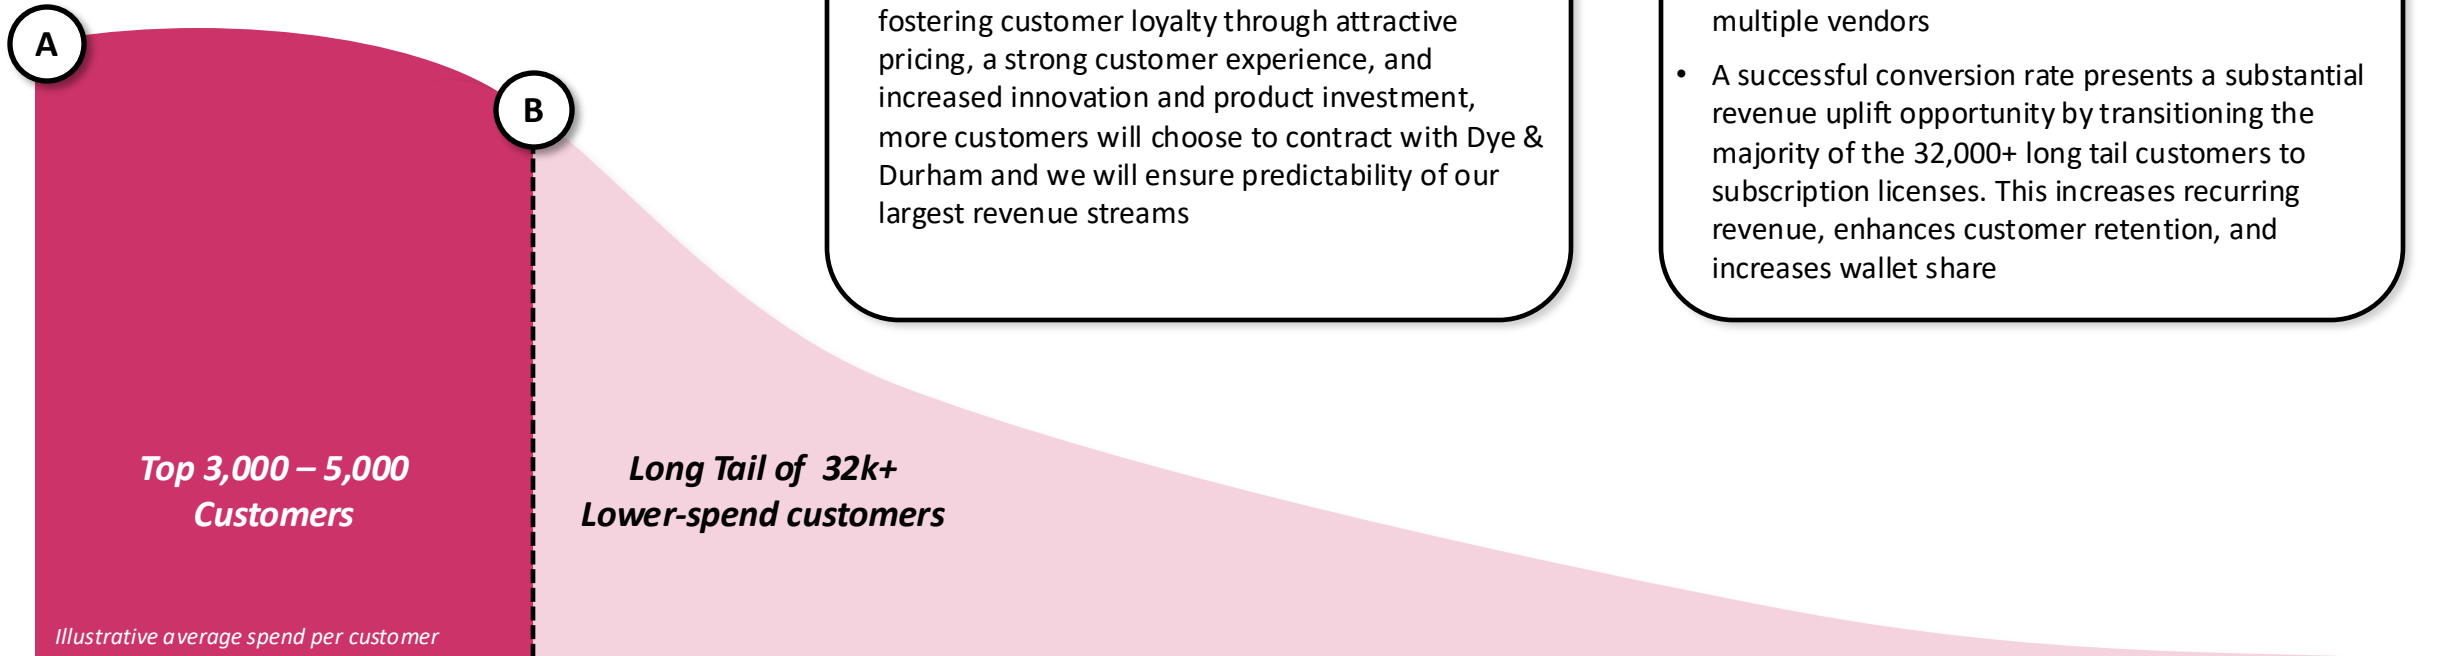 A
B
fostering customer loyalty through attractive
pricing, a strong customer experience, and
increased innovation and product investment,
more customers will choose to contract with Dye &
Durham and we will ensure predictability of our
largest revenue streams
multiple vendors
• A successful conversion rate presents a substantial
revenue uplift opportunity by transitioning the
majority of the 32,000+ long tail customers to
subscription licenses. This increases recurring
revenue, enhances customer retention, and
increases wallet share
Top 3,000 – 5,000
Customers
Long Tail of 32k+
Lower-spend customers
Illustrative average spend per customer